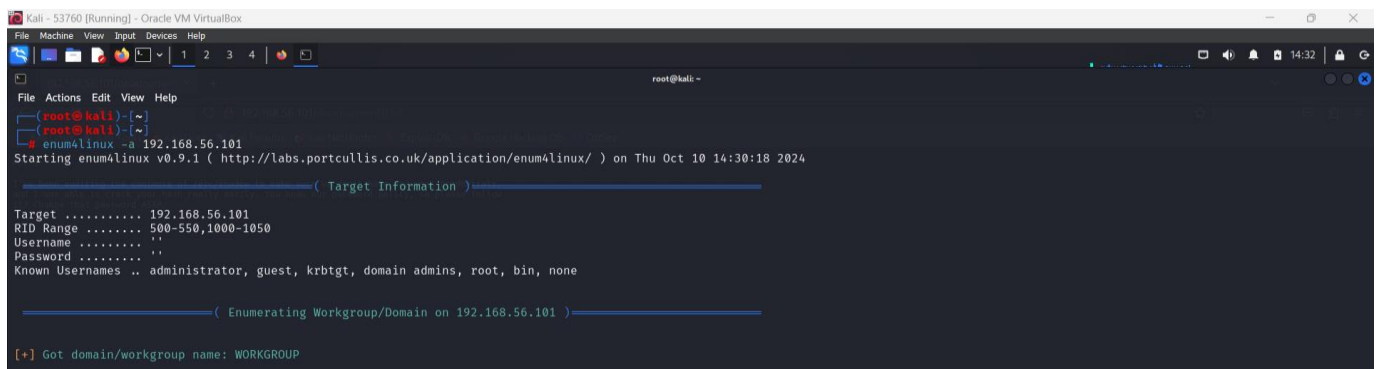 Kali - 53760 [Running] - Oracle VM VirtualBox
File Machine View Input Devices Help
1 2 3 4
14:32
root@kali: ~
File Actions Edit View Help
(root㉿kali)-[~]
(root㉿kali)-[~]
# enum4linux -a 192.168.56.101
Starting enum4linux v0.9.1 ( http://labs.portcullis.co.uk/application/enum4linux/ ) on Thu Oct 10 14:30:18 2024
( Target Information )
Target ........... 192.168.56.101
RID Range ........ 500-550,1000-1050
Username ......... ''
Password ......... ''
Known Usernames .. administrator, guest, krbtgt, domain admins, root, bin, none
( Enumerating Workgroup/Domain on 192.168.56.101 )
[+] Got domain/workgroup name: WORKGROUP